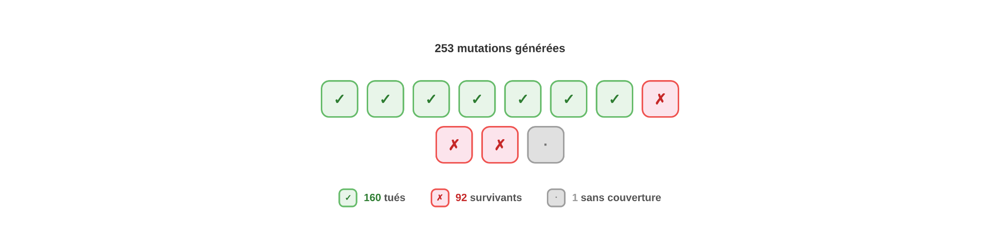 253 mutations générées
✓ ✓ ✓ ✓ ✓ ✓ ✓ ✗
✗ ✗ ·
✓ 160 tués ✗ 92 survivants · 1 sans couverture